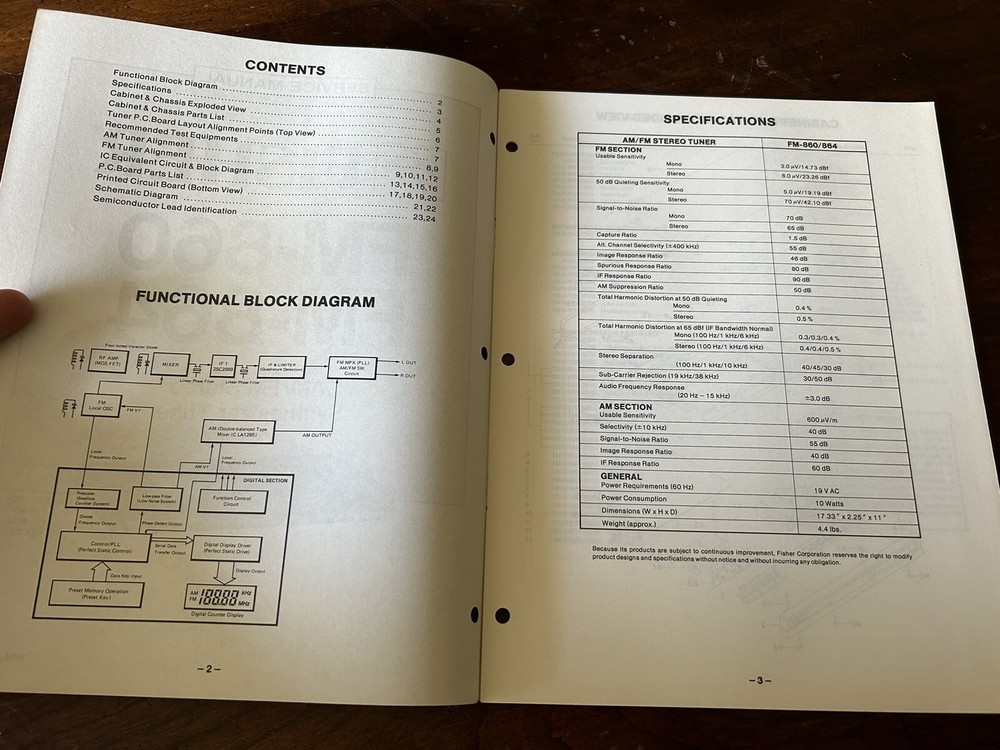 CONTENTS
Functional Block Diagram ........ 2
Specifications ........ 3
Cabinet & Chassis Exploded View ........ 4
Cabinet & Chassis Parts List ........ 5
Tuner P.C.Board Layout Alignment Points (Top View) ........ 6
Recommended Test Equipments ........ 7
AM Tuner Alignment ........ 7
FM Tuner Alignment ........ 8,9
IC Equivalent Circuit & Block Diagram ........ 9,10,11,12
P.C.Board Parts List ........ 13,14,15,16
Printed Circuit Board (Bottom View) ........ 17,18,19,20
Schematic Diagram ........ 21,22
Semiconductor Lead Identification ........ 23,24
FUNCTIONAL BLOCK DIAGRAM
Four-tuned Varactor Diode
RF AMP
(MOS.FET)
MIXER
IF 1
2SC2999
IF & LIMITER
(Quadrature Detection)
FM MPX (PLL)
AM/FM SW.
Circuit
L OUT
R OUT
Linear Phase Filter
Linear Phase Filter
FM
Local OSC
FM VT
AM (Double-balanced Type
Mixer IC LA1265)
AM OUTPUT
Local
Frequency Output
AM VT
Local
Frequency Output
DIGITAL SECTION
Prescaler
(Swallow
Counter System)
Low-pass Filter
(Low Noise System)
Function Control
Circuit
Divide
Frequency Output
Phase Detect Output
Control/PLL
(Perfect Static Control)
Serial Data
Transfer Output
Digital Display Driver
(Perfect Static Drive)
Data Key Input
Display Output
Preset Memory Operation
(Preset Key)
AM KHz
FM MHz
Digital Counter Display
–2–
SPECIFICATIONS
AM/FM STEREO TUNER FM-860/864
FM SECTION
Usable Sensitivity
Mono 3.0 µV/14.73 dBf
Stereo 8.0 µV/23.26 dBf
50 dB Quieting Sensitivity
Mono 5.0 µV/19.19 dBf
Stereo 70 µV/42.10 dBf
Signal-to-Noise Ratio
Mono 70 dB
Stereo 65 dB
Capture Ratio 1.5 dB
Alt. Channel Selectivity (±400 kHz) 55 dB
Image Response Ratio 46 dB
Spurious Response Ratio 80 dB
IF Response Ratio 90 dB
AM Suppression Ratio 50 dB
Total Harmonic Distortion at 50 dB Quieting
Mono 0.4 %
Stereo 0.5 %
Total Harmonic Distortion at 65 dBf (IF Bandwidth Normal)
Mono (100 Hz/1 kHz/6 kHz) 0.3/0.3/0.4 %
Stereo (100 Hz/1 kHz/6 kHz) 0.4/0.4/0.5 %
Stereo Separation
(100 Hz/1 kHz/10 kHz) 40/45/30 dB
Sub-Carrier Rejection (19 kHz/38 kHz) 30/50 dB
Audio Frequency Response
(20 Hz – 15 kHz) ±3.0 dB
AM SECTION
Usable Sensitivity 600 µV/m
Selectivity (±10 kHz) 40 dB
Signal-to-Noise Ratio 55 dB
Image Response Ratio 40 dB
IF Response Ratio 60 dB
GENERAL
Power Requirements (60 Hz) 19 V AC
Power Consumption 10 Watts
Dimensions (W x H x D) 17.33" x 2.25" x 11"
Weight (approx.) 4.4 lbs.
Because its products are subject to continuous improvement, Fisher Corporation reserves the right to modify
product designs and specifications without notice and without incurring any obligation.
–3–